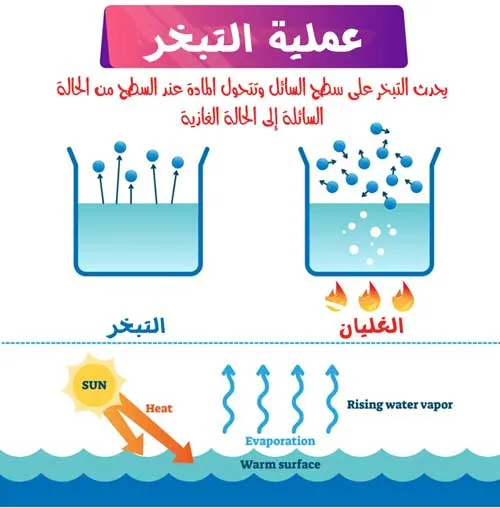 عملية التبخر
يحدث التبخر على سطح السائل وتتحول المادة عند السطح من الحالة
السائلة إلى الحالة الغازية
الغليان
التبخر
SUN
Heat
Rising water vapor
Evaporation
Warm surface